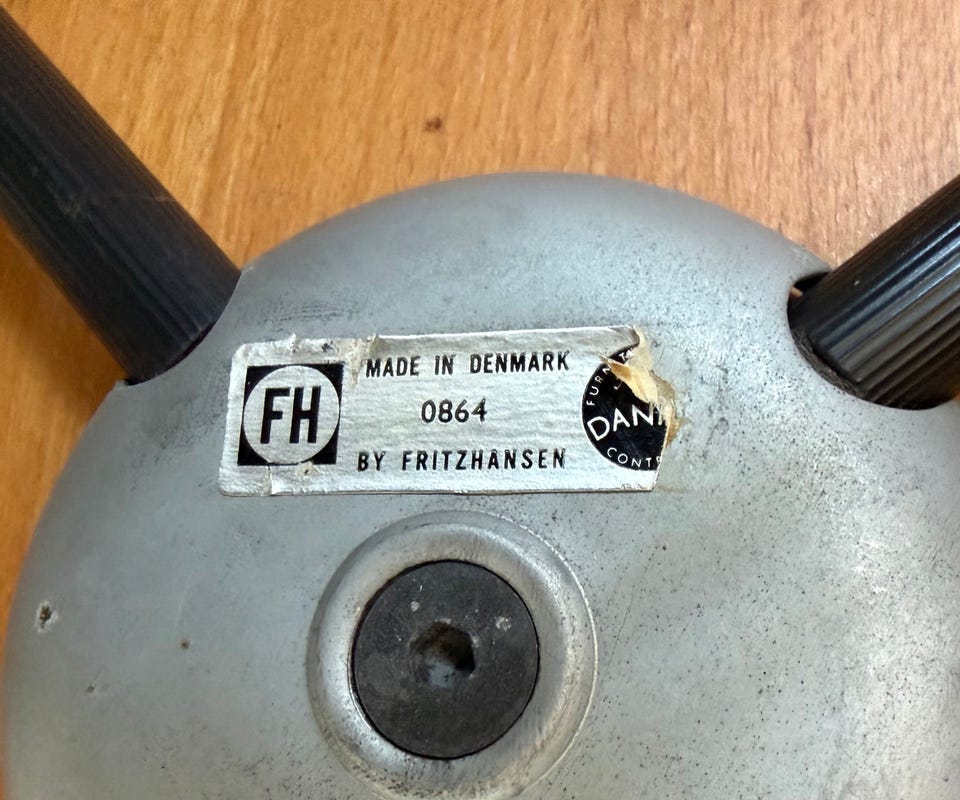 FH
MADE IN DENMARK
0864
BY FRITZHANSEN